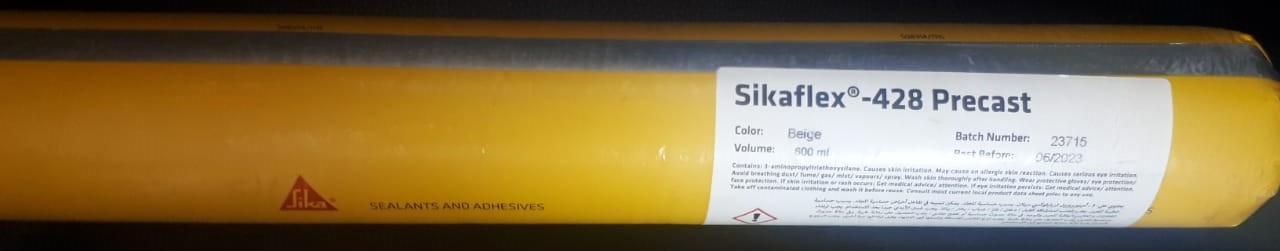 Sikaflex®-428 Precast
Color: Beige
Volume: 600 ml
Batch Number: 23715
Best Before: 06/2023
Contains: 3-aminopropyltriethoxysilane. Causes skin irritation. May cause an allergic skin reaction. Causes serious eye irritation.
Avoid breathing dust/ fume/ gas/ mist/ vapours/ spray. Wash skin thoroughly after handling. Wear protective gloves/ eye protection/
face protection. If skin irritation or rash occurs: Get medical advice/ attention. If eye irritation persists: Get medical advice/ attention.
Take off contaminated clothing and wash it before reuse. Consult most current local product data sheet prior to any use.
Sika®
SEALANTS AND ADHESIVES